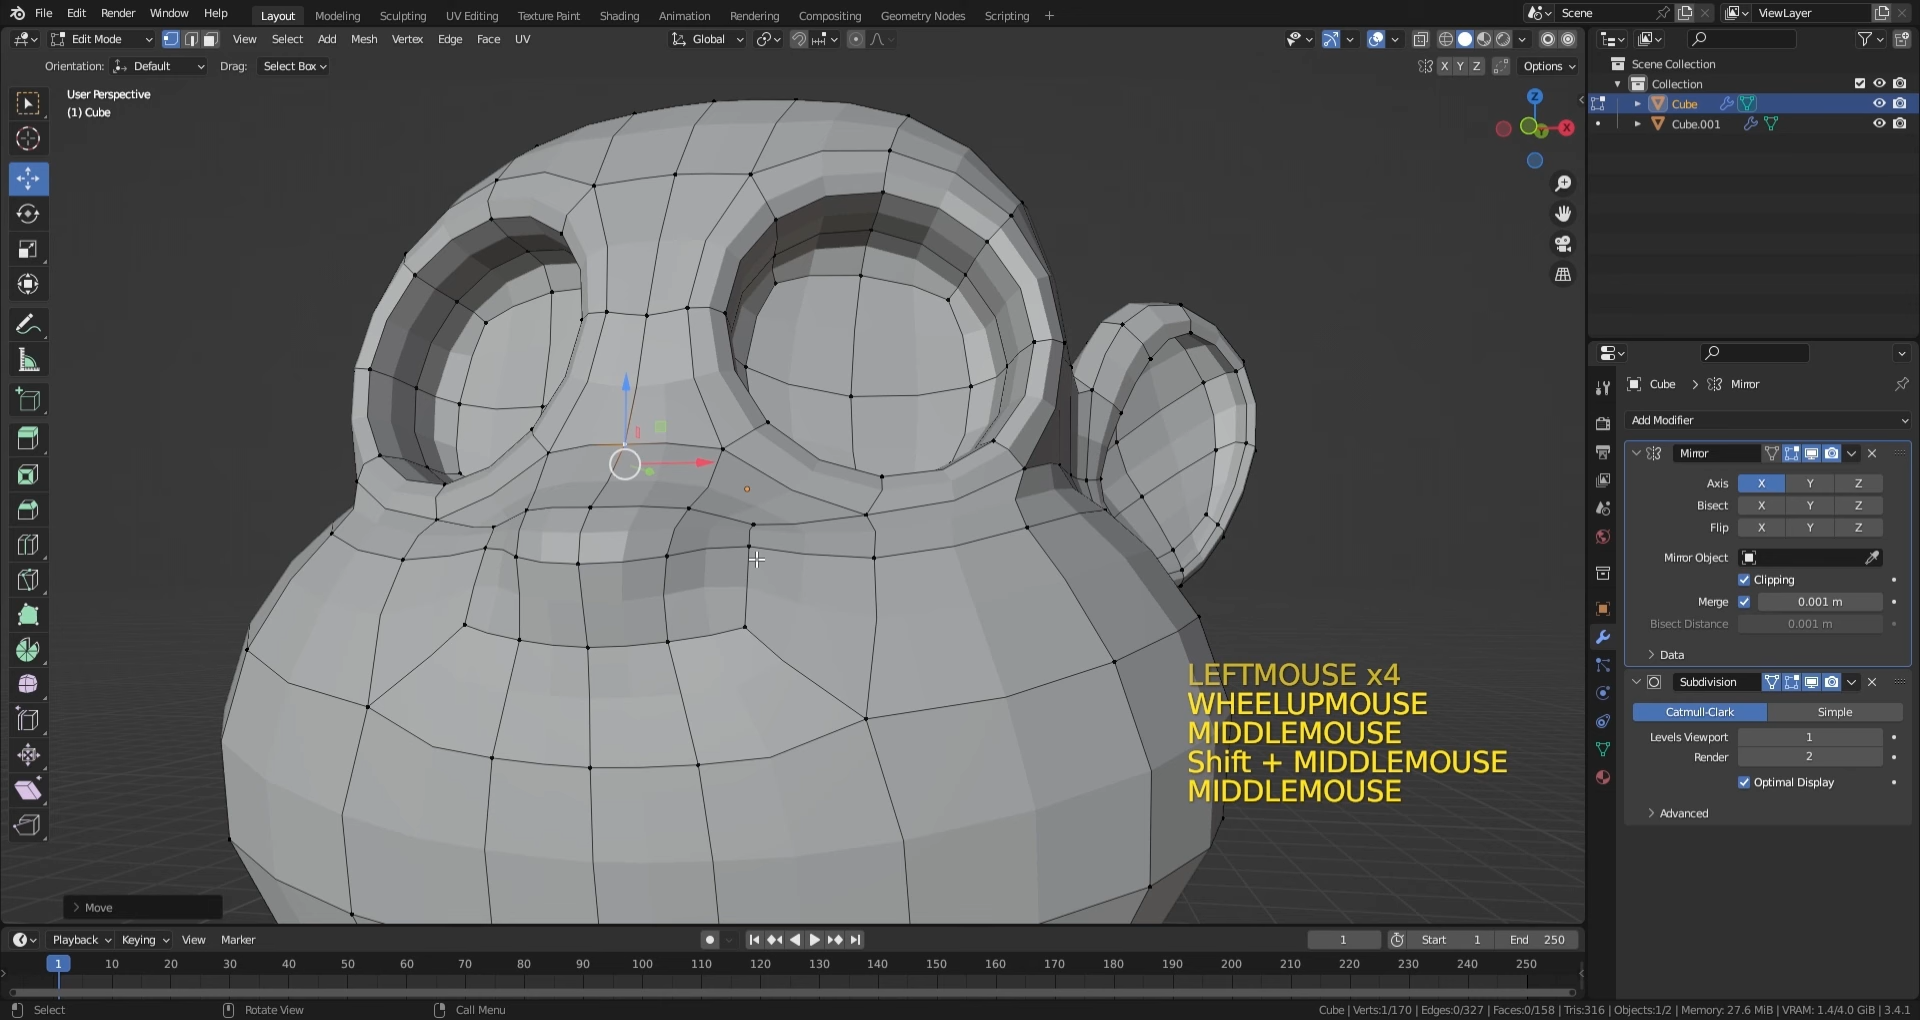 File Edit Render Window Help Layout Modeling Sculpting UV Editing Texture Paint Shading Animation Rendering Compositing Geometry Nodes Scripting + Scene ViewLayer
Edit Mode View Select Add Mesh Vertex Edge Face UV Global
Orientation: Default Drag: Select Box X Y Z Options
User Perspective
(1) Cube
Z
X
Scene Collection
Collection
Cube
Cube.001
Cube Mirror
Add Modifier
Mirror
Axis X Y Z
Bisect X Y Z
Flip X Y Z
Mirror Object
Clipping
Merge 0.001 m
Bisect Distance 0.001 m
Data
Subdivision
Catmull-Clark Simple
Levels Viewport 1
Render 2
Optimal Display
Advanced
LEFTMOUSE x4
WHEELUPMOUSE
MIDDLEMOUSE
Shift + MIDDLEMOUSE
MIDDLEMOUSE
Move
Playback Keying View Marker 1 Start 1 End 250
1 10 20 30 40 50 60 70 80 90 100 110 120 130 140 150 160 170 180 190 200 210 220 230 240 250
Select Rotate View Call Menu Cube | Verts:1/170 | Edges:0/327 | Faces:0/158 | Tris:316 | Objects:1/2 | Memory: 27.6 MiB | VRAM: 1.4/4.0 GiB | 3.4.1